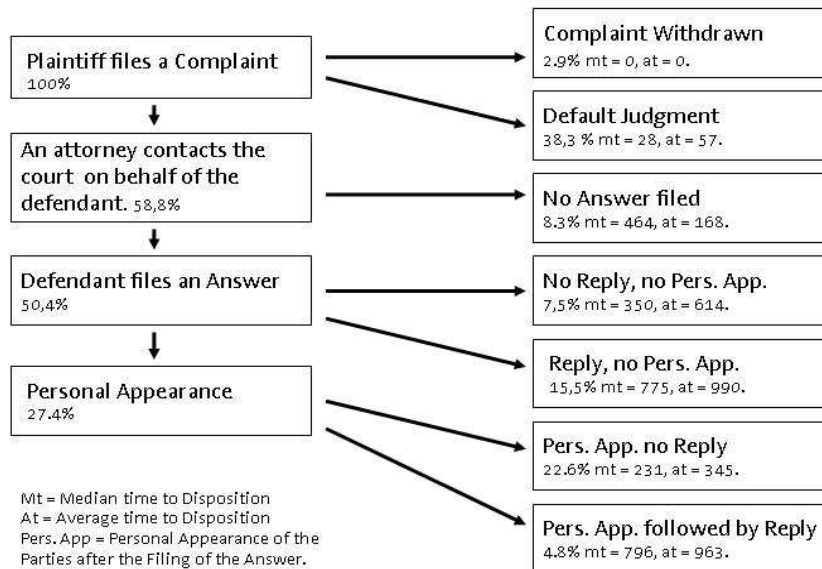 Plaintiff files a Complaint
100%
An attorney contacts the
court on behalf of the
defendant. 58,8%
Defendant files an Answer
50,4%
Personal Appearance
27.4%
Mt = Median time to Disposition
At = Average time to Disposition
Pers. App = Personal Appearance of the
Parties after the Filing of the Answer.
Complaint Withdrawn
2.9% mt = 0, at = 0.
Default Judgment
38,3 % mt = 28, at = 57.
No Answer filed
8.3% mt = 464, at = 168.
No Reply, no Pers. App.
7,5% mt = 350, at = 614.
Reply, no Pers. App.
15,5% mt = 775, at = 990.
Pers. App. no Reply
22.6% mt = 231, at = 345.
Pers. App. followed by Reply
4.8% mt = 796, at = 963.